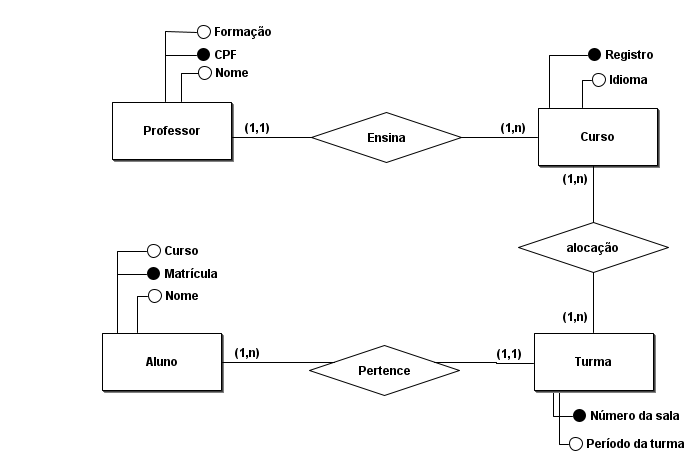 Formação
CPF
Nome
Professor
(1,1)
Ensina
(1,n)
Registro
Idioma
Curso
(1,n)
alocação
(1,n)
Curso
Matrícula
Nome
Aluno
(1,n)
Pertence
(1,1)
Turma
Número da sala
Período da turma